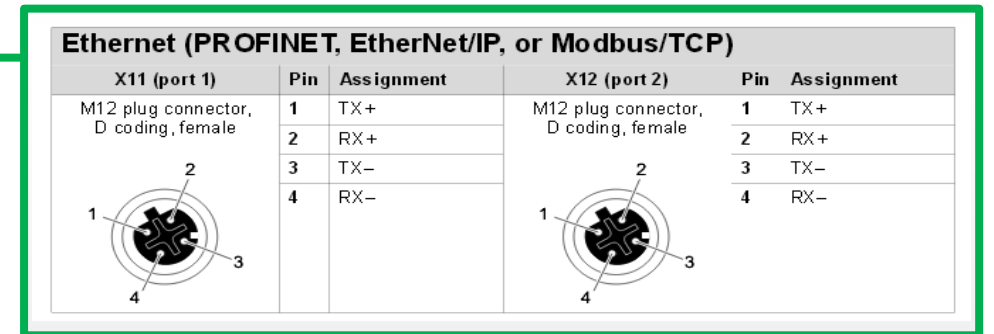 Ethernet (PROFINET, EtherNet/IP, or Modbus/TCP)
X11 (port 1) Pin Assignment X12 (port 2) Pin Assignment
M12 plug connector, 1 TX+ M12 plug connector, 1 TX+
D coding, female 2 RX+ D coding, female 2 RX+
3 TX– 3 TX–
4 RX– 4 RX–
2 2
1 1
3 3
4 4